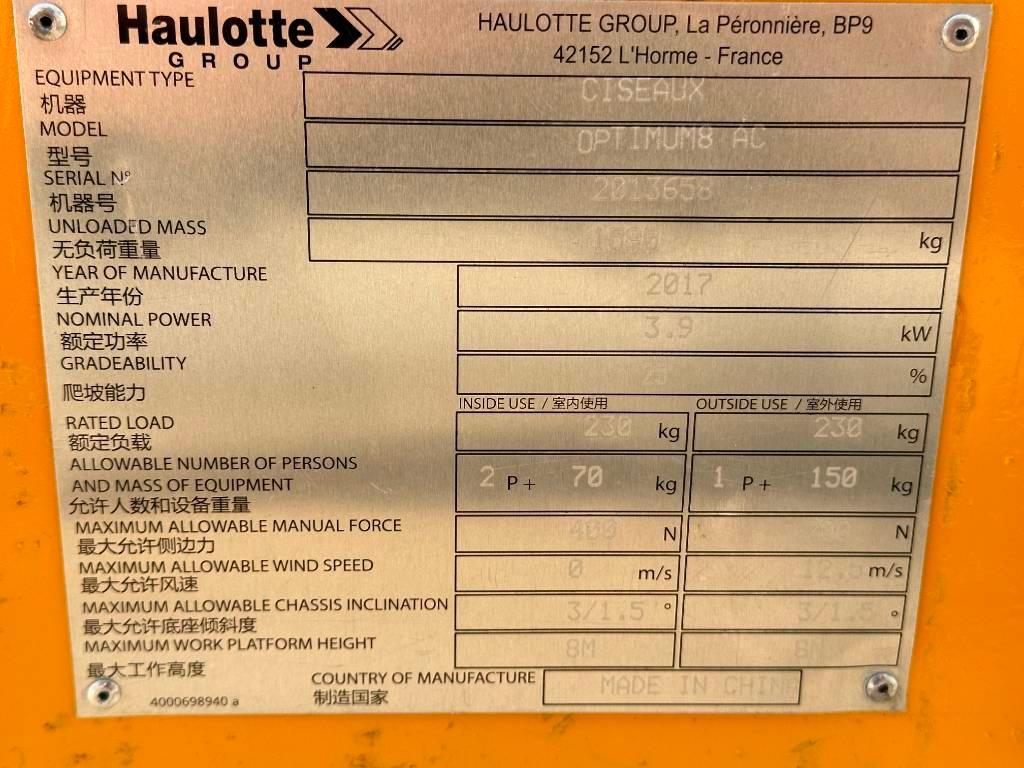 Haulotte
GROUP
HAULOTTE GROUP, La Péronnière, BP9
42152 L'Horme - France
EQUIPMENT TYPE
机器
CISEAUX
MODEL
型号
OPTIMUM8 AC
SERIAL N°
机器号
2013658
UNLOADED MASS
无负荷重量
kg
YEAR OF MANUFACTURE
生产年份
2017
NOMINAL POWER
额定功率
3.9 kW
GRADEABILITY
爬坡能力
%
INSIDE USE / 室内使用 OUTSIDE USE / 室外使用
RATED LOAD
额定负载
230 kg 230 kg
ALLOWABLE NUMBER OF PERSONS
AND MASS OF EQUIPMENT
允许人数和设备重量
2 P + 70 kg 1 P + 150 kg
MAXIMUM ALLOWABLE MANUAL FORCE
最大允许侧边力
400 N N
MAXIMUM ALLOWABLE WIND SPEED
最大允许风速
0 m/s 12.5 m/s
MAXIMUM ALLOWABLE CHASSIS INCLINATION
最大允许底座倾斜度
3/1.5 ° 3/1.5 °
MAXIMUM WORK PLATFORM HEIGHT
最大工作高度
8M 8M
COUNTRY OF MANUFACTURE
制造国家
MADE IN CHINA
4000698940 a